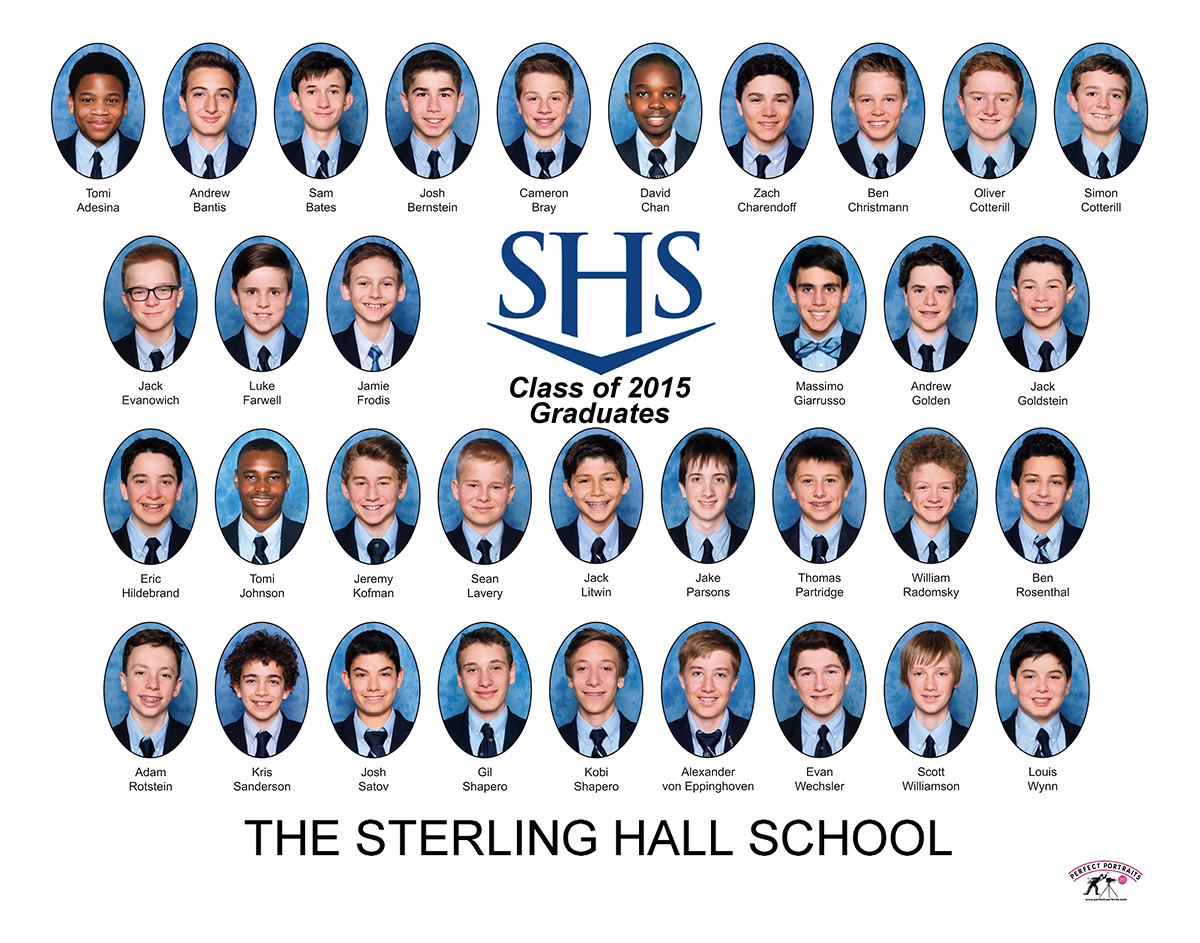 Tomi Adesina
Andrew Bantis
Sam Bates
Josh Bernstein
Cameron Bray
David Chan
Zach Charendoff
Ben Christmann
Oliver Cotterill
Simon Cotterill
SHS
Class of 2015
Graduates
Jack Evanowich
Luke Farwell
Jamie Frodis
Massimo Giarrusso
Andrew Golden
Jack Goldstein
Eric Hildebrand
Tomi Johnson
Jeremy Kofman
Sean Lavery
Jack Litwin
Jake Parsons
Thomas Partridge
William Radomsky
Ben Rosenthal
Adam Rotstein
Kris Sanderson
Josh Satov
Gil Shapero
Kobi Shapero
Alexander von Eppinghoven
Evan Wechsler
Scott Williamson
Louis Wynn
THE STERLING HALL SCHOOL
PERFECT PORTRAITS
www.perfectportraits.com